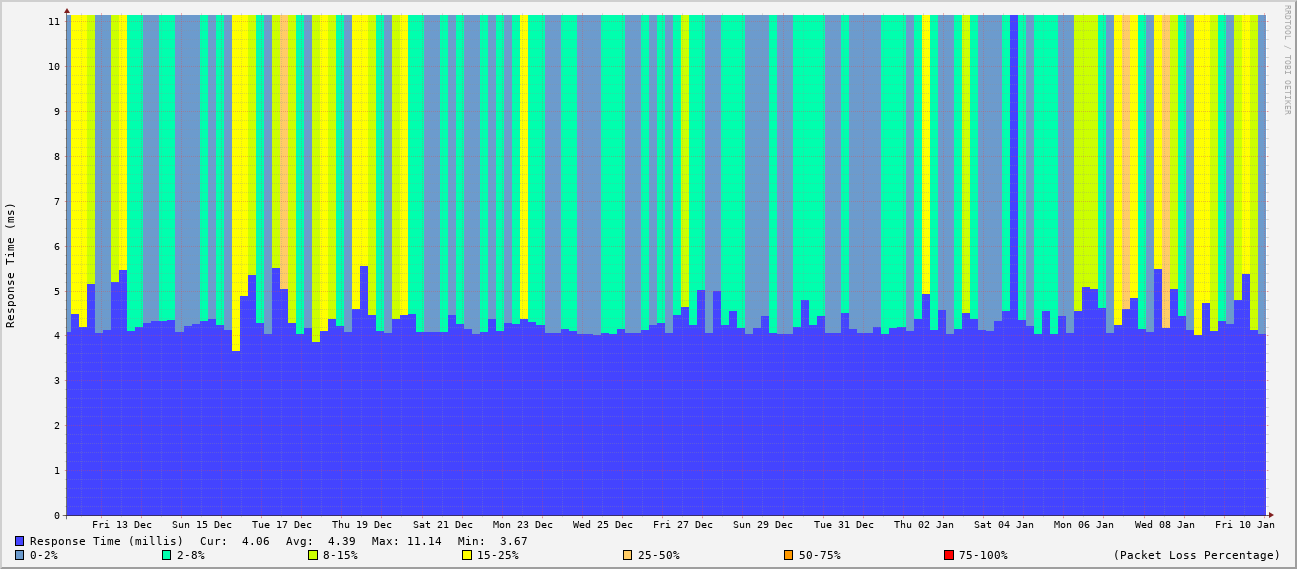 RRDTOOL / TOBI OETIKER
Response Time (ms)
11
10
9
8
7
6
5
4
3
2
1
0
Fri 13 Dec Sun 15 Dec Tue 17 Dec Thu 19 Dec Sat 21 Dec Mon 23 Dec Wed 25 Dec Fri 27 Dec Sun 29 Dec Tue 31 Dec Thu 02 Jan Sat 04 Jan Mon 06 Jan Wed 08 Jan Fri 10 Jan
Response Time (millis) Cur: 4.06 Avg: 4.39 Max: 11.14 Min: 3.67
0-2% 2-8% 8-15% 15-25% 25-50% 50-75% 75-100% (Packet Loss Percentage)